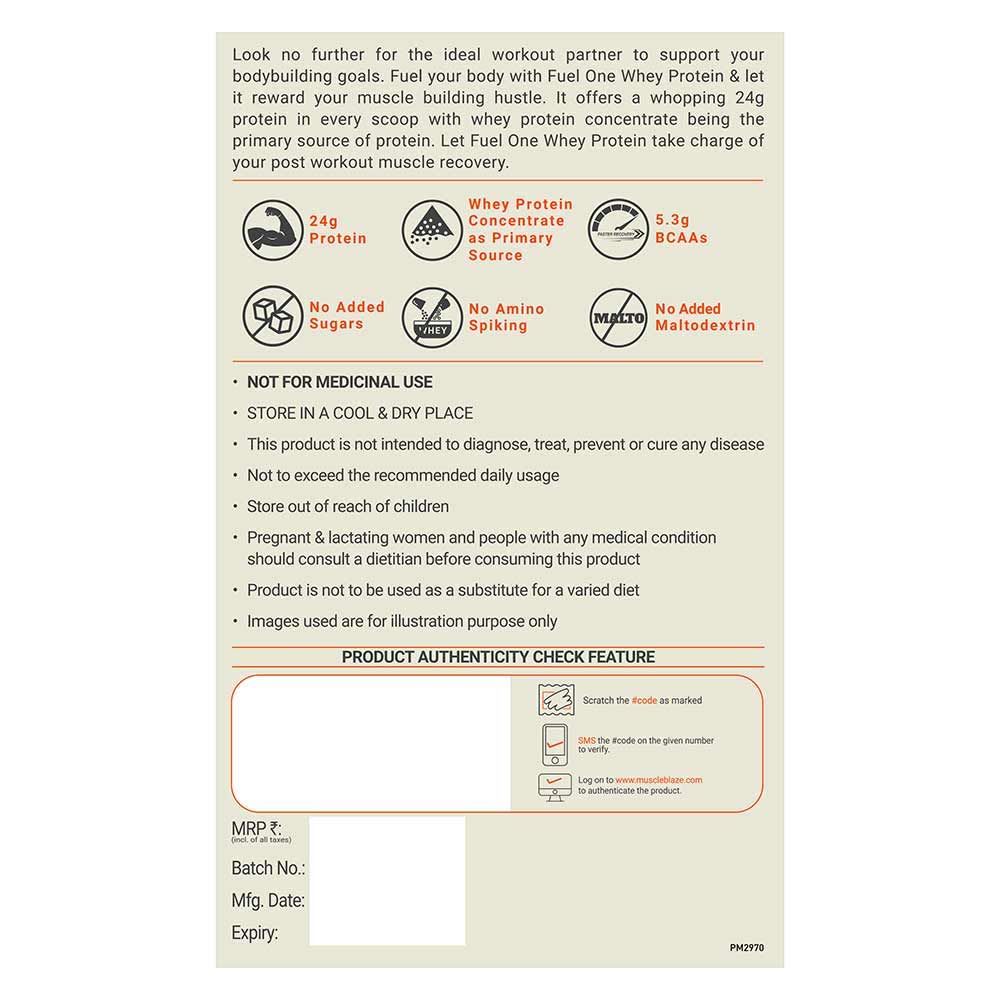 Look no further for the ideal workout partner to support your
bodybuilding goals. Fuel your body with Fuel One Whey Protein & let
it reward your muscle building hustle. It offers a whopping 24g
protein in every scoop with whey protein concentrate being the
primary source of protein. Let Fuel One Whey Protein take charge of
your post workout muscle recovery.
24g
Protein
Whey Protein
Concentrate
as Primary
Source
FASTER RECOVERY
5.3g
BCAAs
No Added
Sugars
WHEY
No Amino
Spiking
MALTO
No Added
Maltodextrin
• NOT FOR MEDICINAL USE
• STORE IN A COOL & DRY PLACE
• This product is not intended to diagnose, treat, prevent or cure any disease
• Not to exceed the recommended daily usage
• Store out of reach of children
• Pregnant & lactating women and people with any medical condition
should consult a dietitian before consuming this product
• Product is not to be used as a substitute for a varied diet
• Images used are for illustration purpose only
PRODUCT AUTHENTICITY CHECK FEATURE
Scratch the #code as marked
SMS the #code on the given number
to verify.
Log on to www.muscleblaze.com
to authenticate the product.
MRP ₹:
(incl. of all taxes)
Batch No.:
Mfg. Date:
Expiry:
PM2970